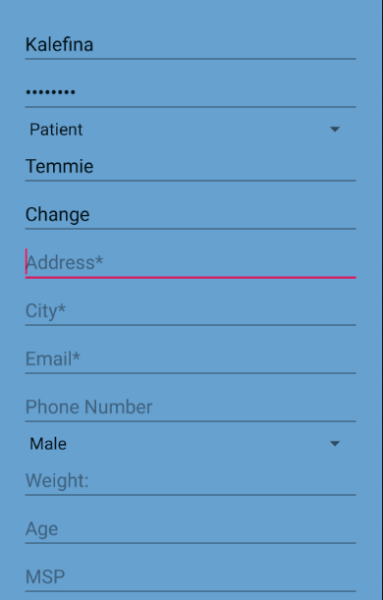 Kalefina
••••••••
Patient
Temmie
Change
Address*
City*
Email*
Phone Number
Male
Weight:
Age
MSP